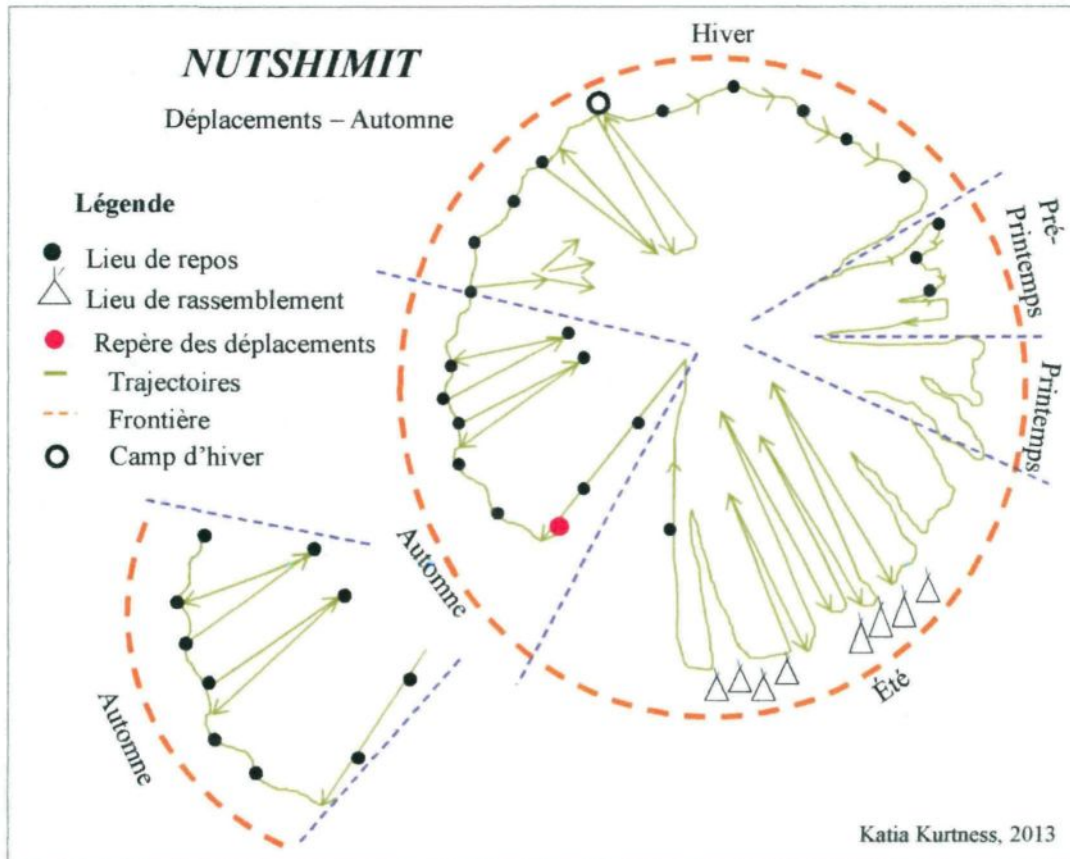 NUTSHIMIT
Déplacements – Automne
Hiver
Légende
Lieu de repos
Lieu de rassemblement
Repère des déplacements
Trajectoires
Frontière
Camp d'hiver
Pré-
Printemps
Printemps
Été
Automne
Automne
Katia Kurtness, 2013